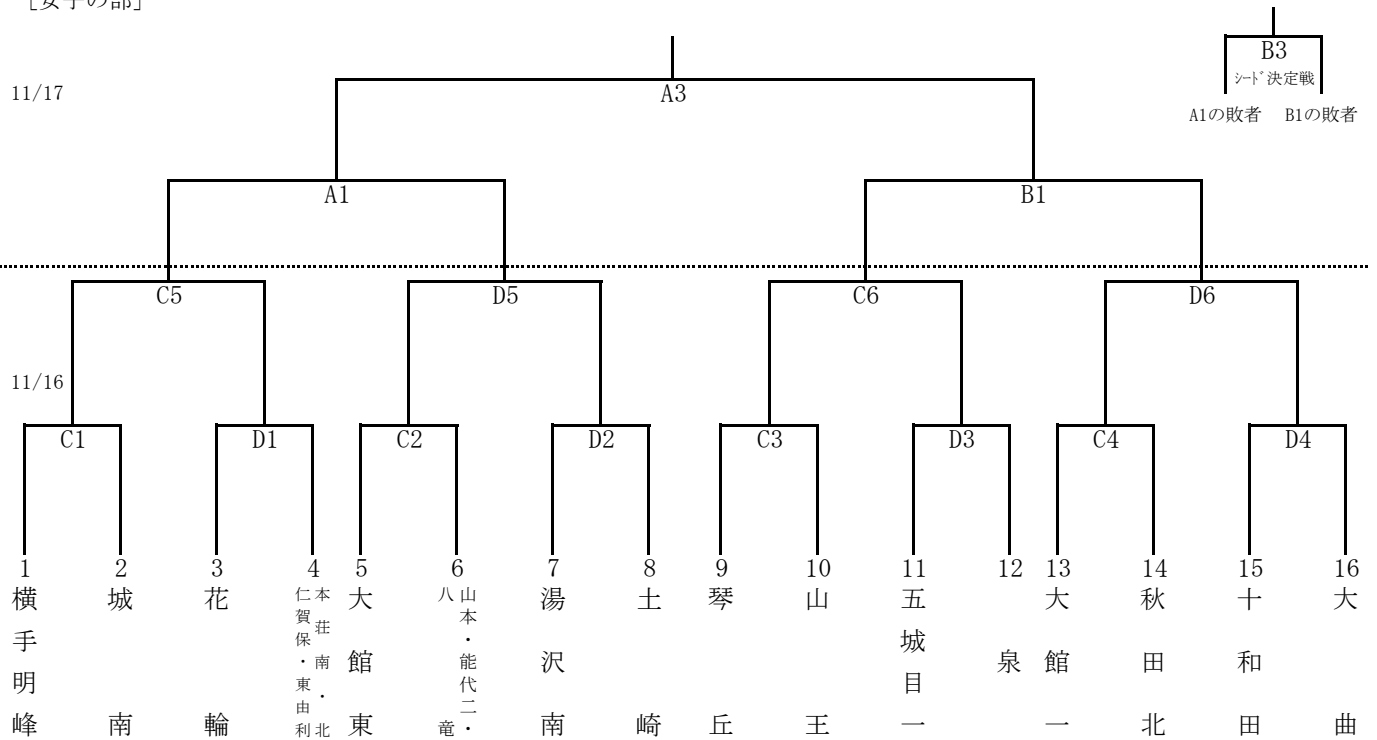 [女子の部]
B3
シード決定戦
A1の敗者 B1の敗者
11/17
A3
A1 B1
C5 D5 C6 D6
11/16
C1 D1 C2 D2 C3 D3 C4 D4
1 2 3 4 5 6 7 8 9 10 11 12 13 14 15 16
横手明峰
城南
花輪
本荘南・北
仁賀保・東由利
大館東
山本・能代二・
八竜
湯沢南
土崎
琴丘
山王
五城目一
泉
大館一
秋田北
十和田
大曲